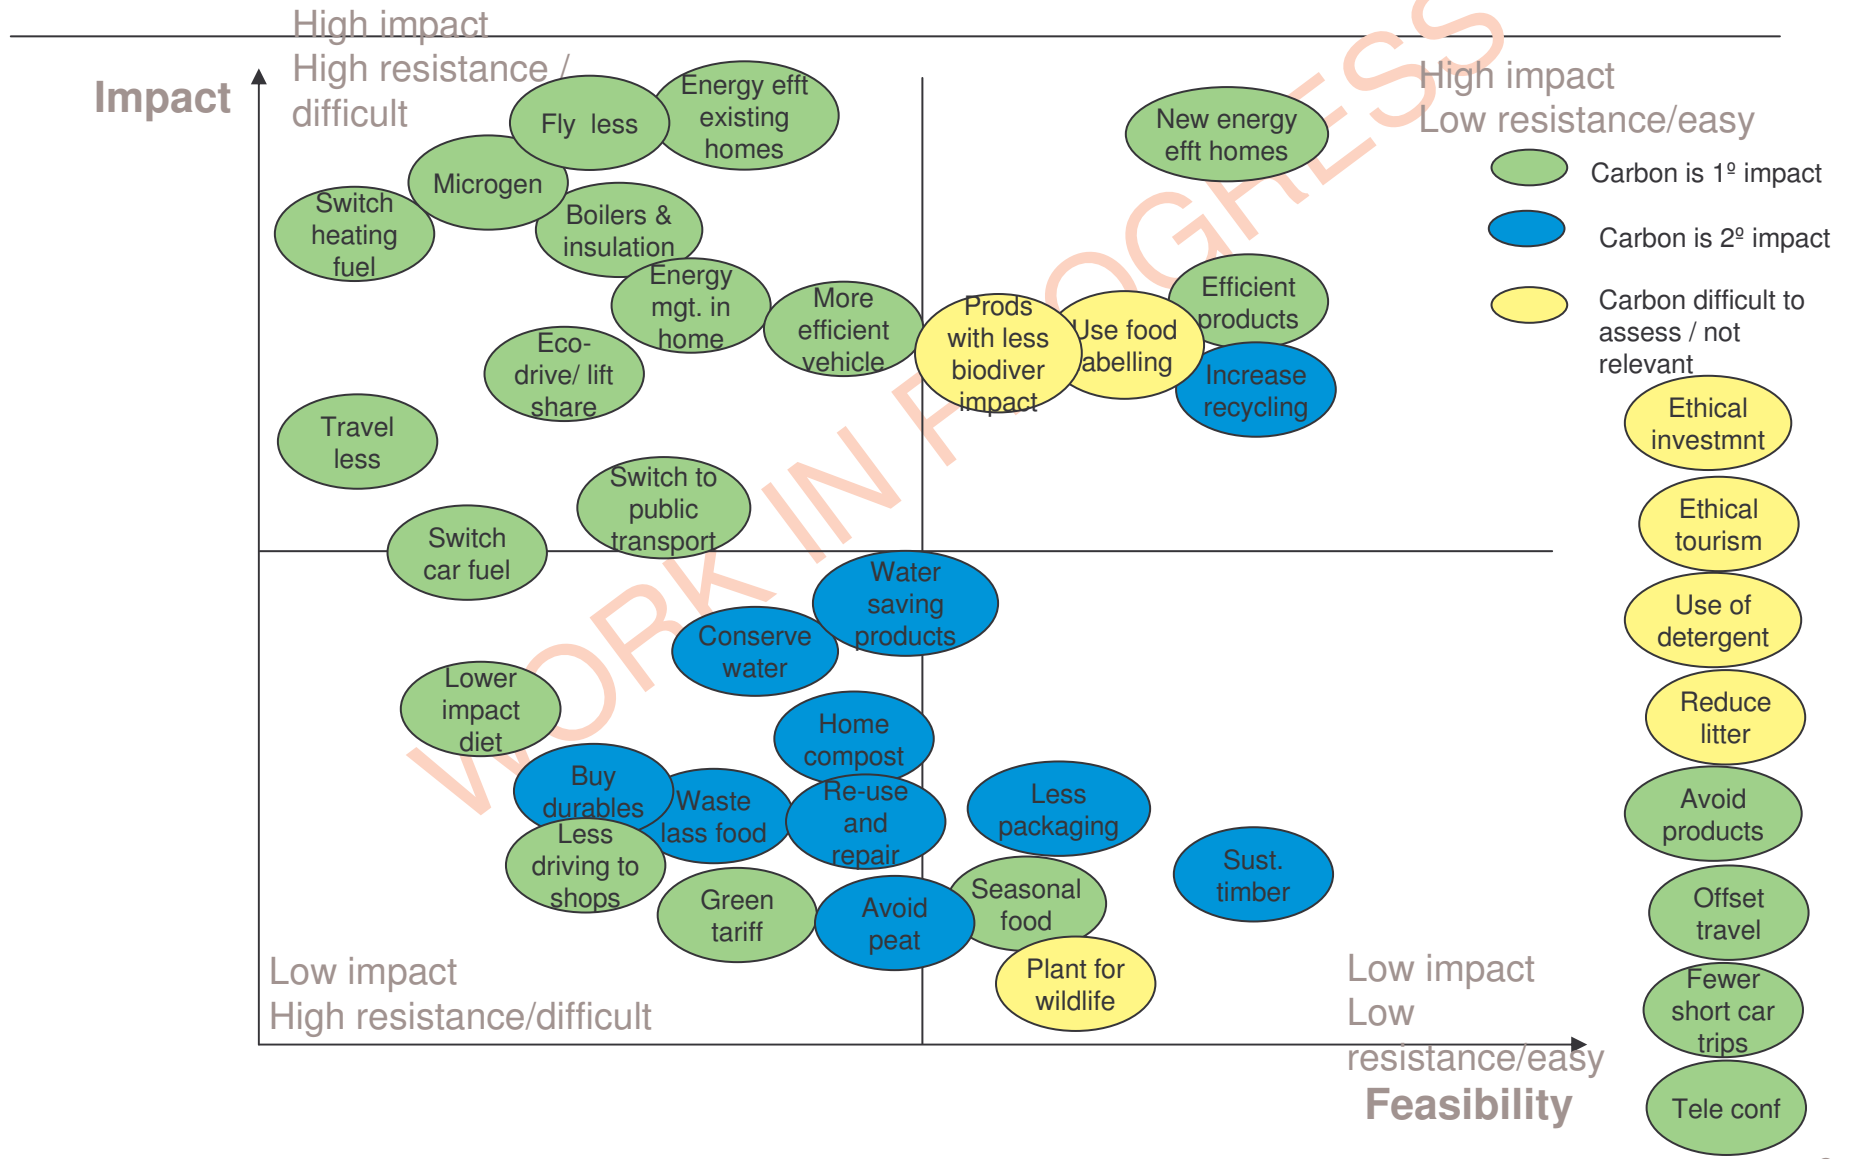 High impact
High resistance /
difficult
Impact
High impact
Low resistance/easy
Energy efft
existing
homes
Fly less
New energy
efft homes
Carbon is 1º impact
Microgen
Switch
heating
fuel
Boilers &
insulation
Carbon is 2º impact
Energy
mgt. in
home
More
efficient
vehicle
Prods
with less
biodiver
impact
Use food
abelling
Efficient
products
Carbon difficult to
assess / not
relevant
Eco-
drive/ lift
share
Increase
recycling
Travel
less
Ethical
investmnt
Switch to
public
transport
Ethical
tourism
Switch
car fuel
WORK IN PROGRESS
Water
saving
products
Conserve
water
Use of
detergent
Lower
impact
diet
Home
compost
Reduce
litter
Buy
durables
Waste
lass food
Re-use
and
repair
Less
packaging
Avoid
products
Less
driving to
shops
Sust.
timber
Green
tariff
Avoid
peat
Seasonal
food
Offset
travel
Plant for
wildlife
Low impact
High resistance/difficult
Low impact
Low
resistance/easy
Fewer
short car
trips
Feasibility
Tele conf